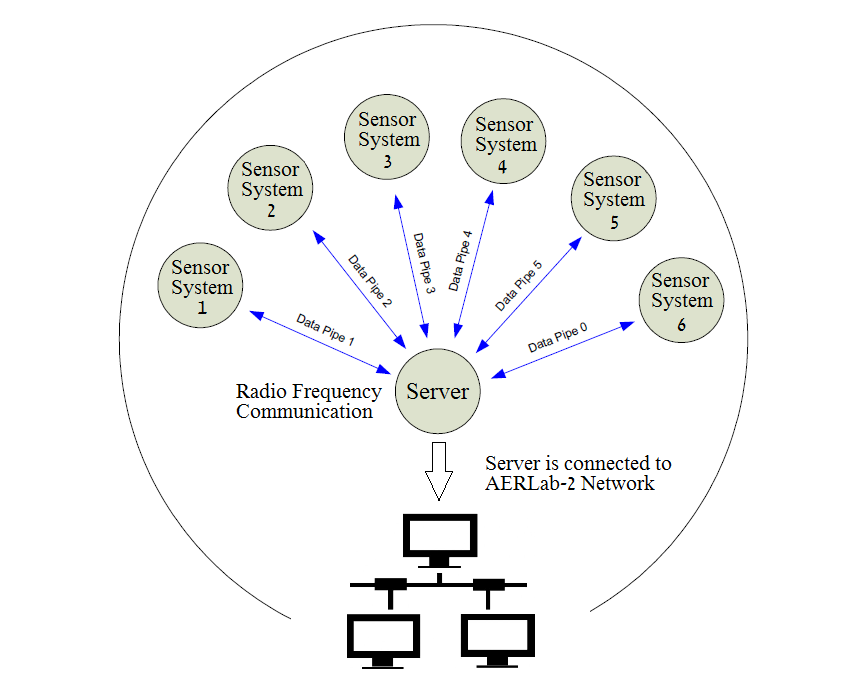 Sensor
System
3
Sensor
System
4
Sensor
System
2
Sensor
System
5
Sensor
System
1
Sensor
System
6
Data Pipe 1
Data Pipe 2
Data Pipe 3
Data Pipe 4
Data Pipe 5
Data Pipe 0
Radio Frequency
Communication
Server
Server is connected to
AERLab-2 Network